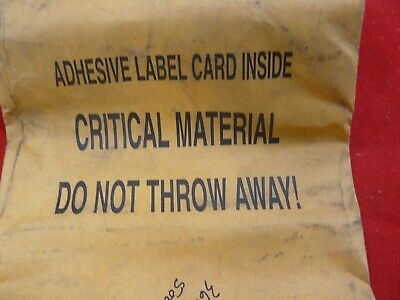 ADHESIVE LABEL CARD INSIDE
CRITICAL MATERIAL
DO NOT THROW AWAY!